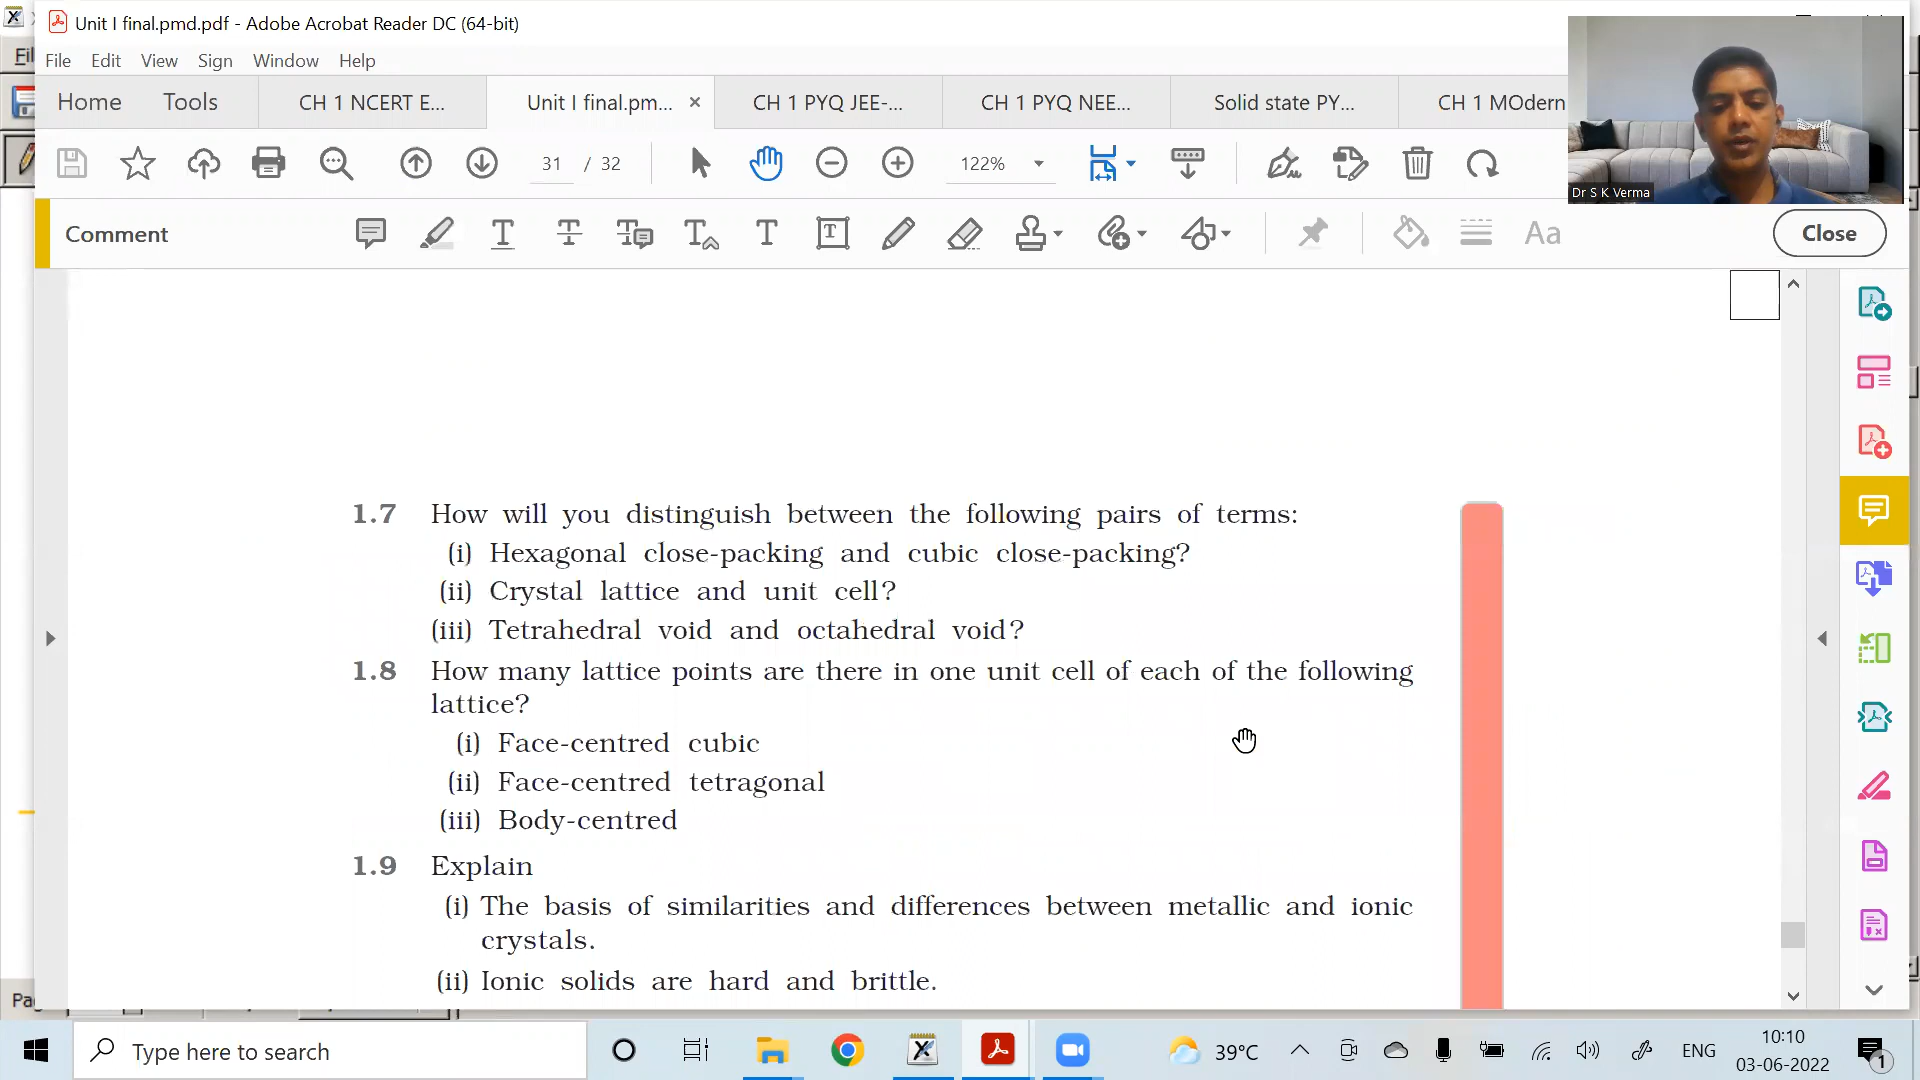 Unit I final.pmd.pdf - Adobe Acrobat Reader DC (64-bit)
File Edit View Sign Window Help
Home Tools CH 1 NCERT E... Unit I final.pm... CH 1 PYQ JEE-... CH 1 PYQ NEE... Solid state PY... CH 1 MOdern
31 / 32 122%
Dr S K Verma
Comment Aa Close
1.7 How will you distinguish between the following pairs of terms:
(i) Hexagonal close-packing and cubic close-packing?
(ii) Crystal lattice and unit cell?
(iii) Tetrahedral void and octahedral void?
1.8 How many lattice points are there in one unit cell of each of the following
lattice?
(i) Face-centred cubic
(ii) Face-centred tetragonal
(iii) Body-centred
1.9 Explain
(i) The basis of similarities and differences between metallic and ionic
crystals.
(ii) Ionic solids are hard and brittle.
Type here to search
39°C
ENG
10:10
03-06-2022
1